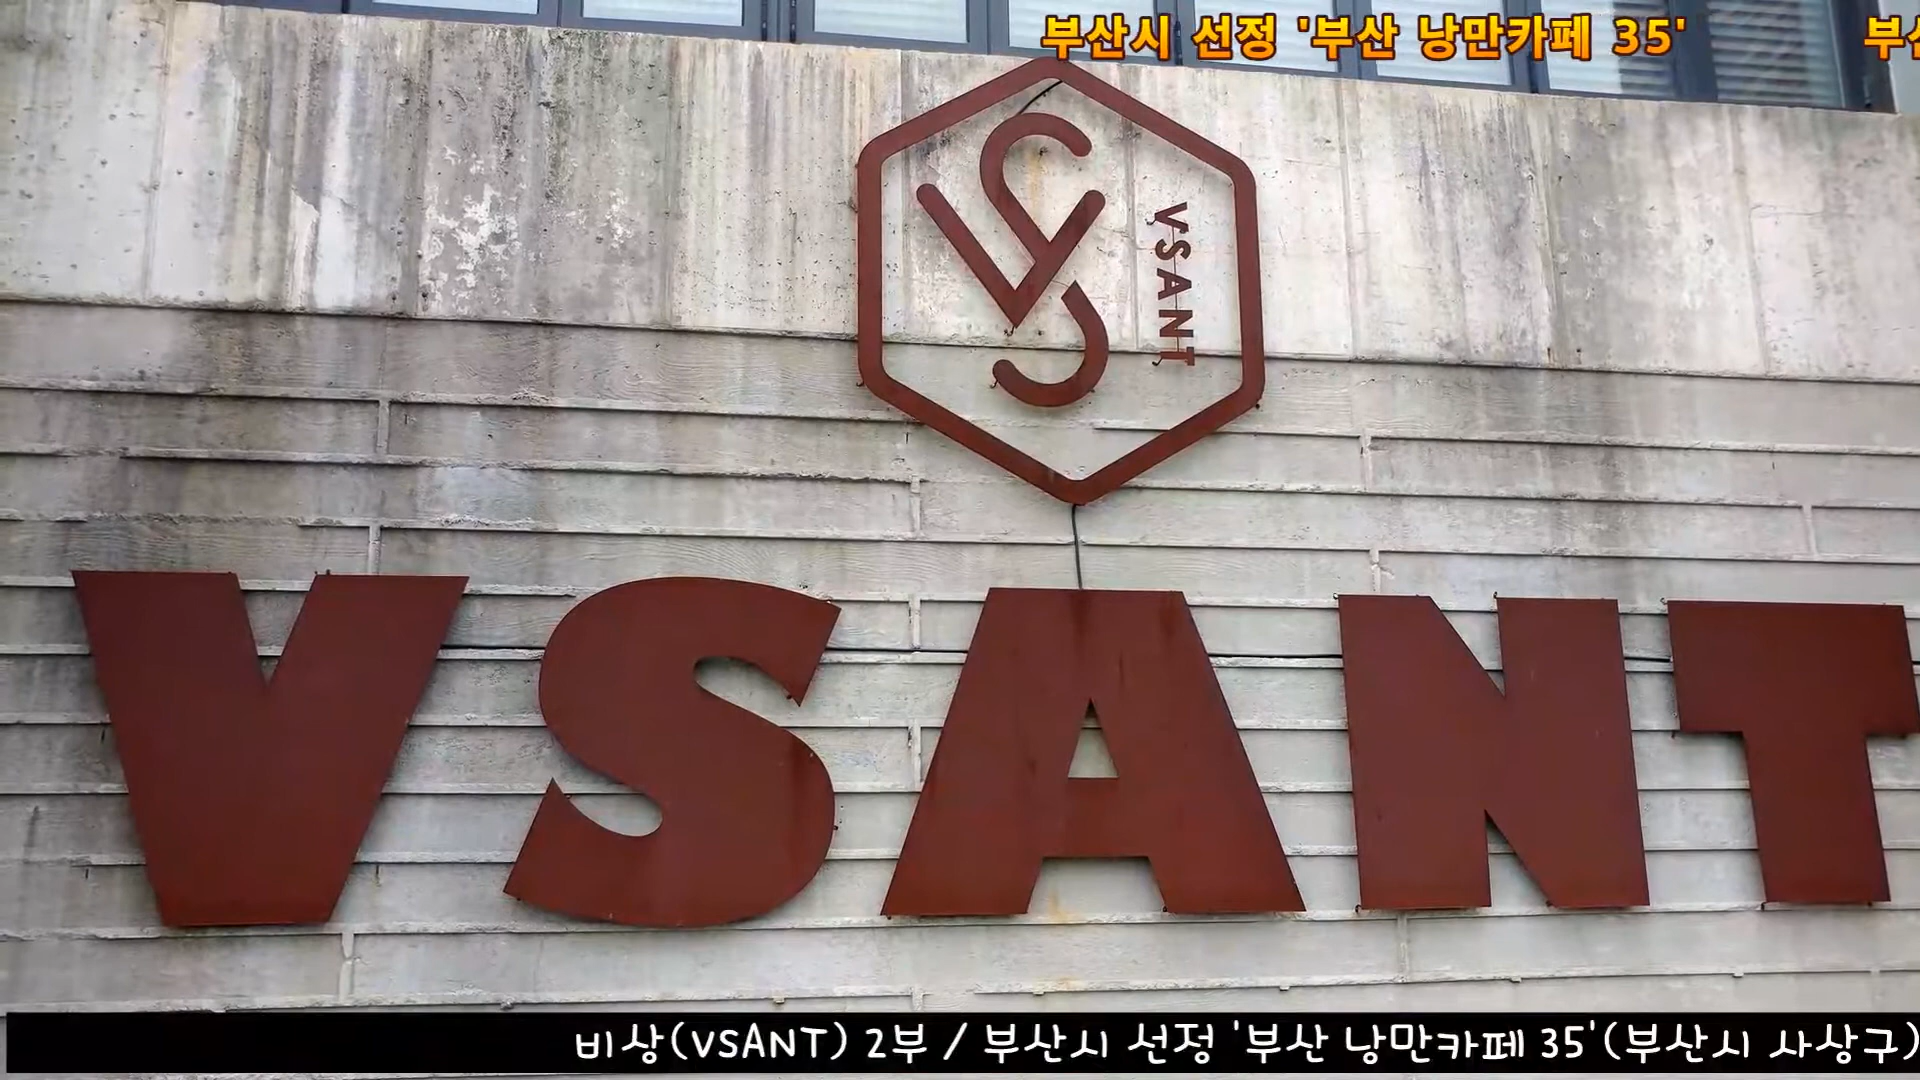 부산시 선정 '부산 낭만카페 35'
VSANT
VSANT
비상(VSANT) 2부 / 부산시 선정 '부산 낭만카페 35'(부산시 사상구)